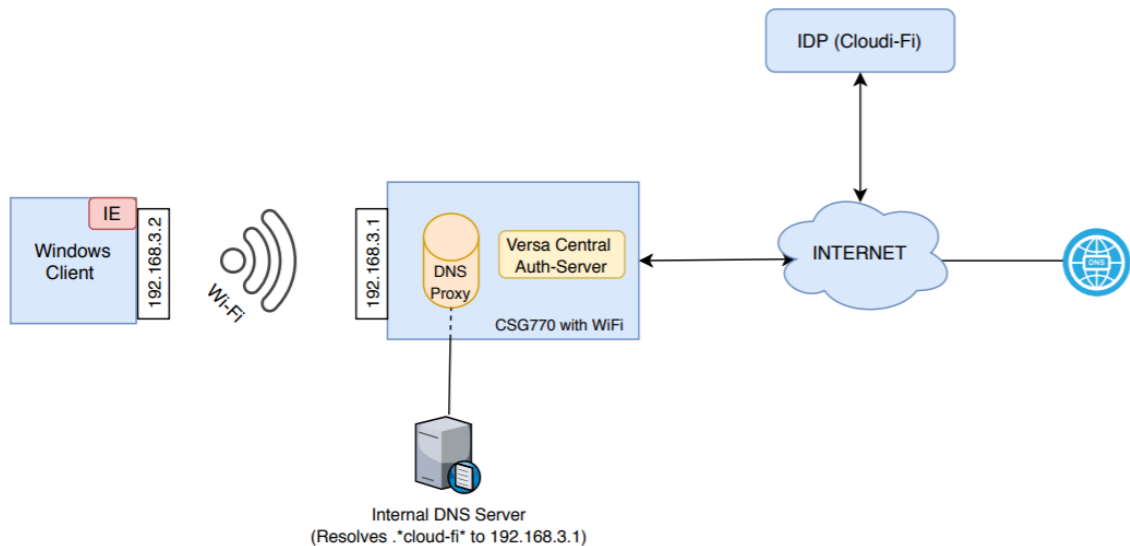 IDP (Cloudi-Fi)
IE
Windows
Client
192.168.3.2
Wi-Fi
192.168.3.1
DNS
Proxy
Versa Central
Auth-Server
CSG770 with WiFi
INTERNET
DNS
Internal DNS Server
(Resolves .*cloud-fi* to 192.168.3.1)